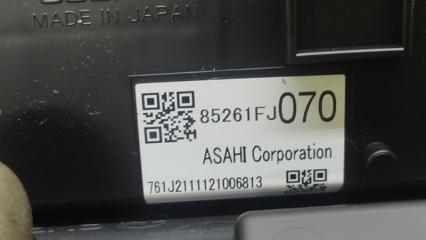 MADE IN JAPAN
85261FJ070
ASAHI Corporation
761J2111121006813